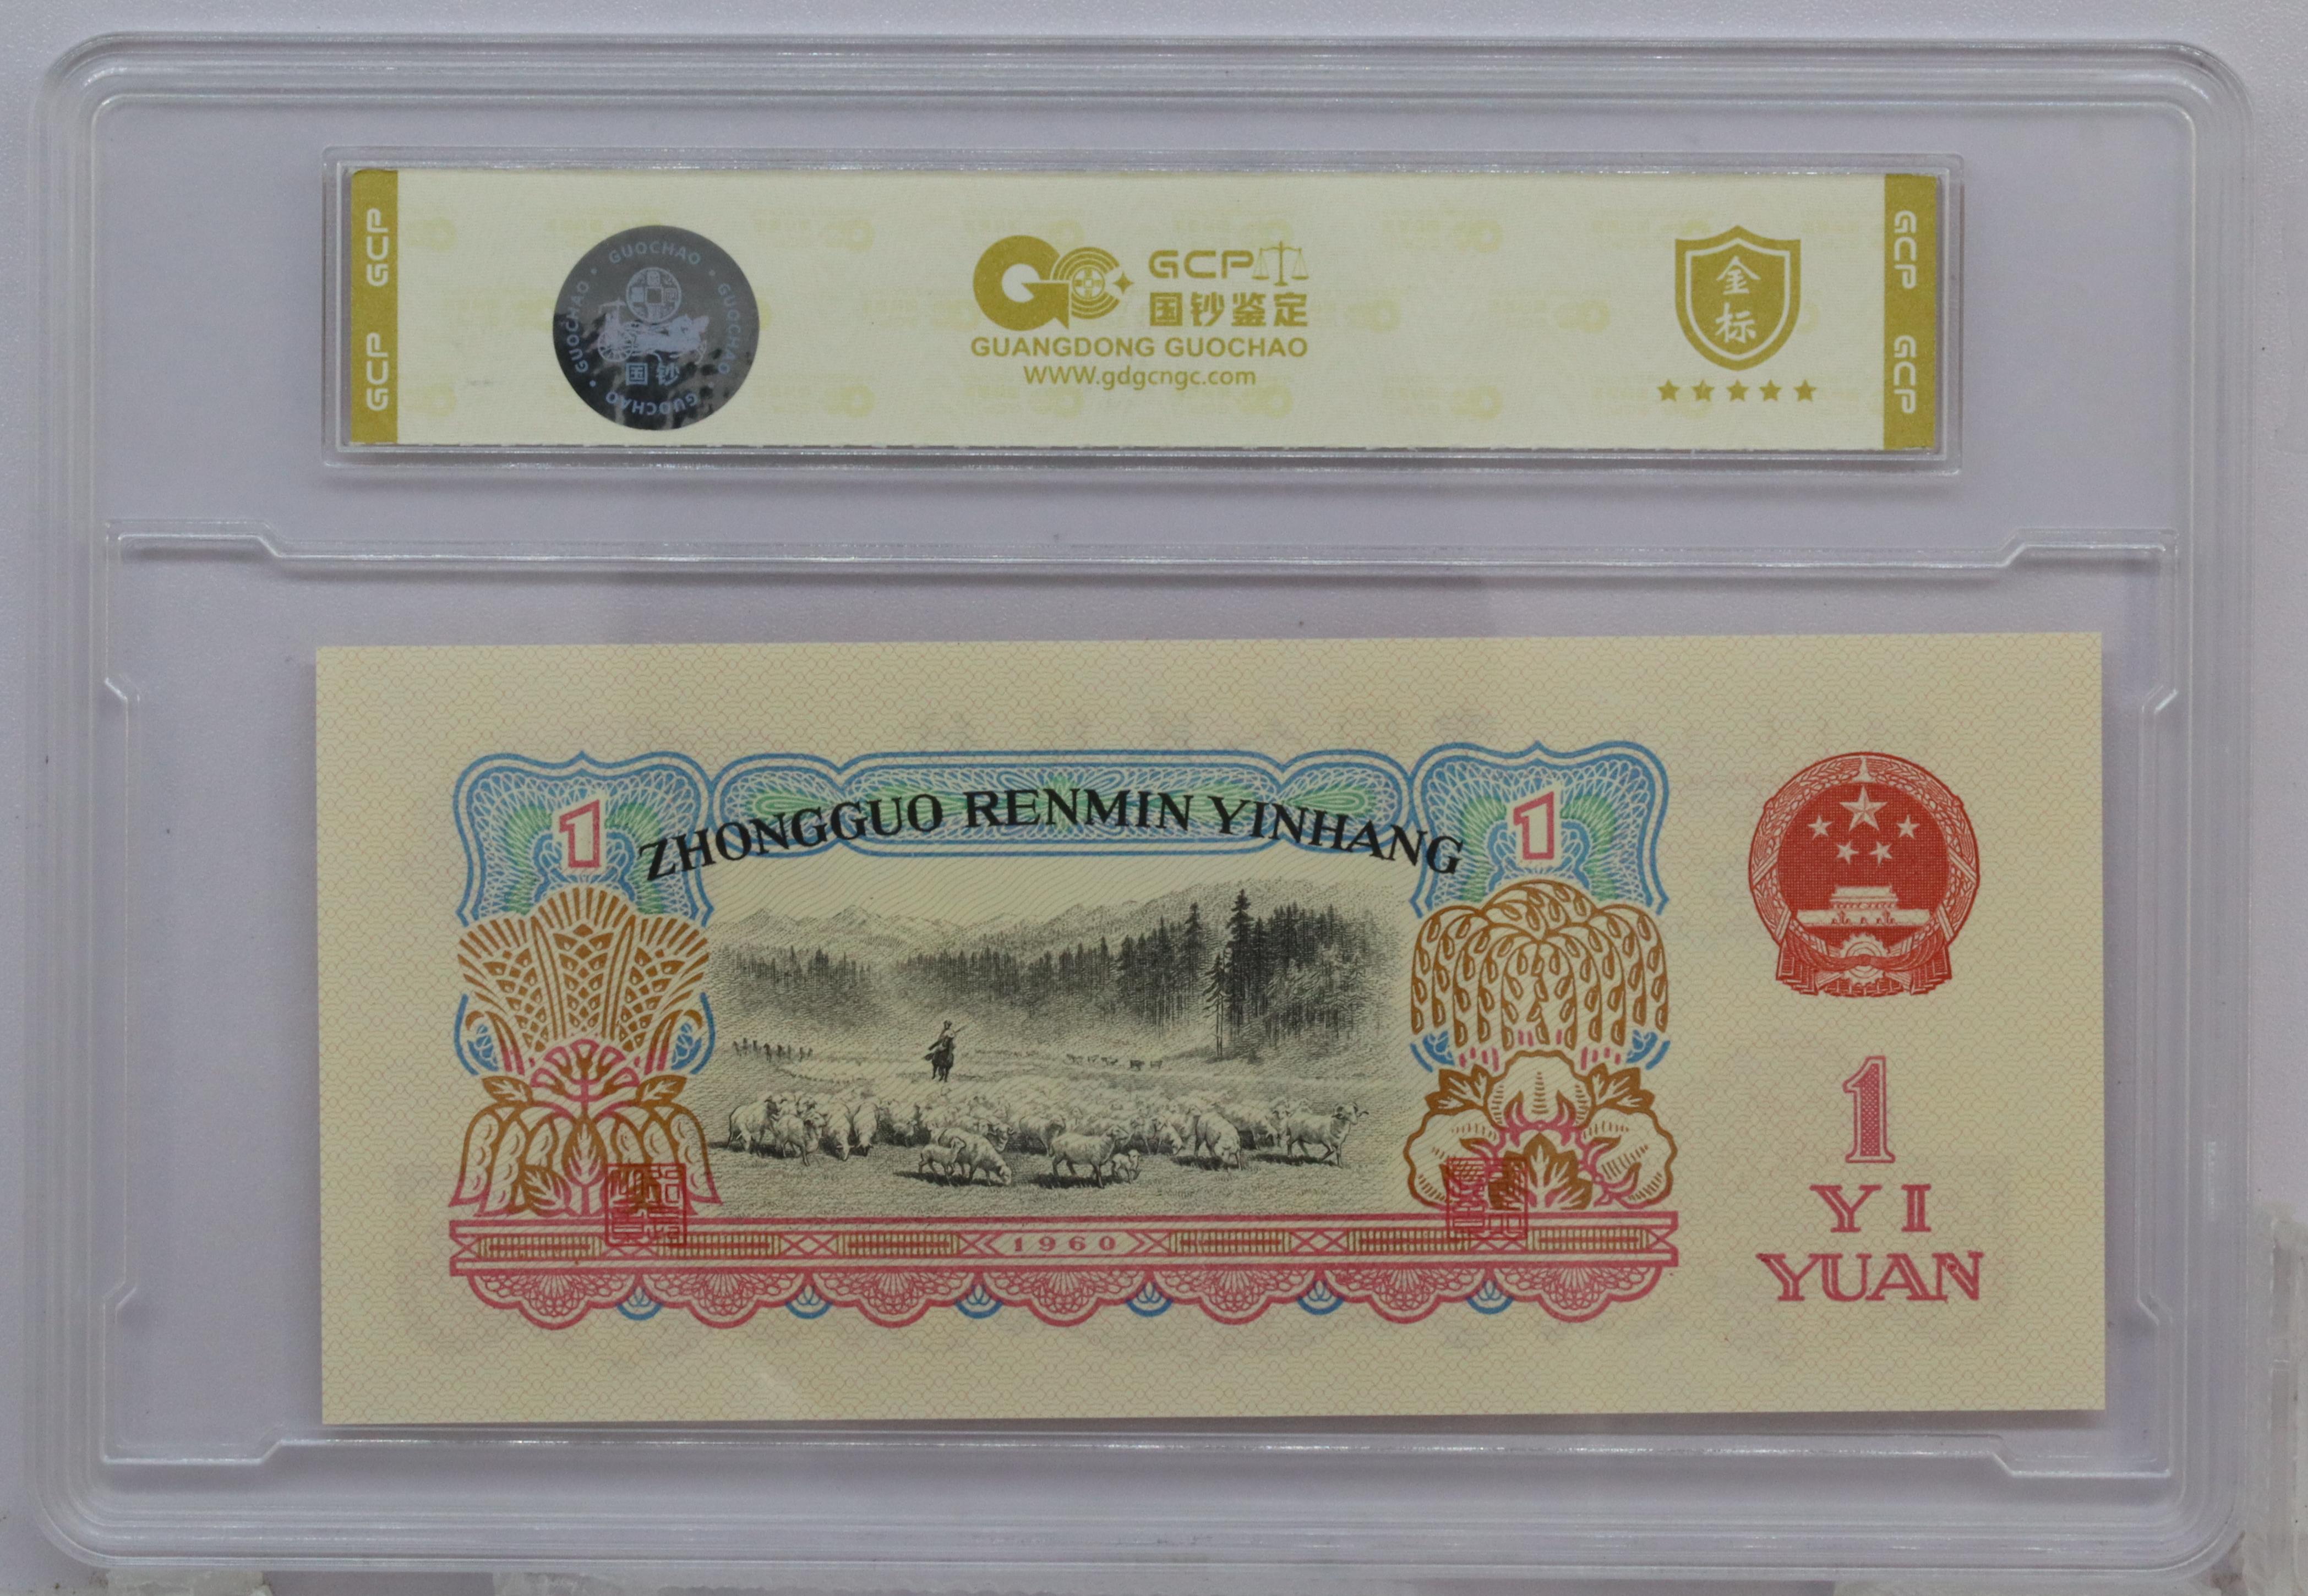 GCP GCP
GUOCHAO • GUOCHAO • GUOCHAO • GUOCHAO
国钞
GCP
国钞鉴定
GUANGDONG GUOCHAO
WWW.gdgcngc.com
金
标
GCP GCP
ZHONGGUO RENMIN YINHANG
1
1
1
YI
YUAN
1960